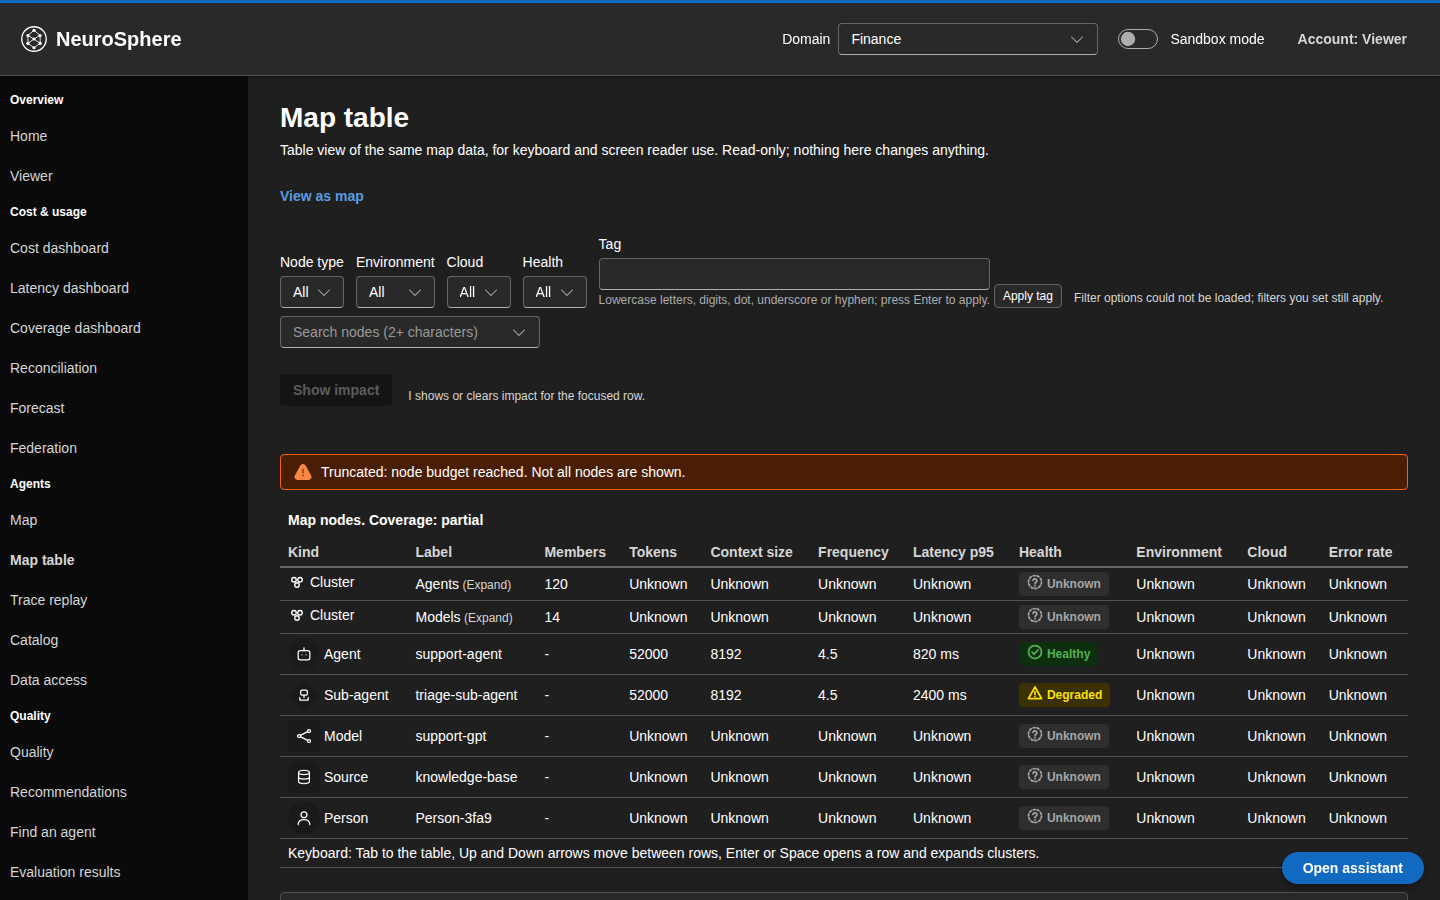 NeuroSphere
Domain Finance Sandbox mode Account: Viewer
Overview
Home
Viewer
Cost & usage
Cost dashboard
Latency dashboard
Coverage dashboard
Reconciliation
Forecast
Federation
Agents
Map
Map table
Trace replay
Catalog
Data access
Quality
Quality
Recommendations
Find an agent
Evaluation results
Map table
Table view of the same map data, for keyboard and screen reader use. Read-only; nothing here changes anything.
View as map
Node type Environment Cloud Health Tag
All All All All
Lowercase letters, digits, dot, underscore or hyphen; press Enter to apply. Apply tag Filter options could not be loaded; filters you set still apply.
Search nodes (2+ characters)
Show impact I shows or clears impact for the focused row.
Truncated: node budget reached. Not all nodes are shown.
Map nodes. Coverage: partial
Kind Label Members Tokens Context size Frequency Latency p95 Health Environment Cloud Error rate
Cluster Agents (Expand) 120 Unknown Unknown Unknown Unknown Unknown Unknown Unknown Unknown
Cluster Models (Expand) 14 Unknown Unknown Unknown Unknown Unknown Unknown Unknown Unknown
Agent support-agent - 52000 8192 4.5 820 ms Healthy Unknown Unknown Unknown
Sub-agent triage-sub-agent - 52000 8192 4.5 2400 ms Degraded Unknown Unknown Unknown
Model support-gpt - Unknown Unknown Unknown Unknown Unknown Unknown Unknown Unknown
Source knowledge-base - Unknown Unknown Unknown Unknown Unknown Unknown Unknown Unknown
Person Person-3fa9 - Unknown Unknown Unknown Unknown Unknown Unknown Unknown Unknown
Keyboard: Tab to the table, Up and Down arrows move between rows, Enter or Space opens a row and expands clusters.
Open assistant